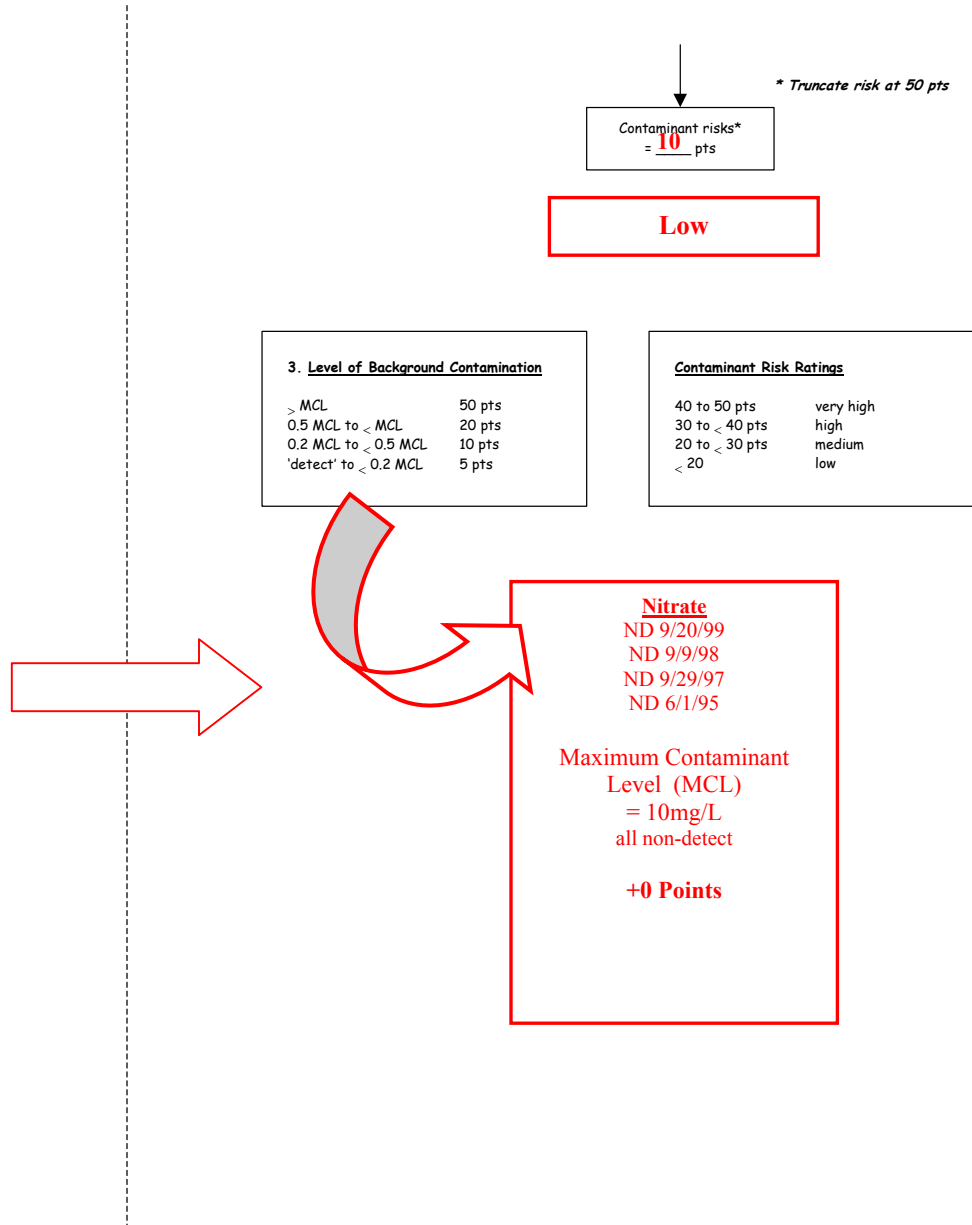 * Truncate risk at 50 pts
Contaminant risks*
= 10 pts
Low
3. Level of Background Contamination
> MCL 50 pts
0.5 MCL to < MCL 20 pts
0.2 MCL to < 0.5 MCL 10 pts
‘detect’ to < 0.2 MCL 5 pts
Contaminant Risk Ratings
40 to 50 pts very high
30 to < 40 pts high
20 to < 30 pts medium
< 20 low
Nitrate
ND 9/20/99
ND 9/9/98
ND 9/29/97
ND 6/1/95
Maximum Contaminant
Level (MCL)
= 10mg/L
all non-detect
+0 Points